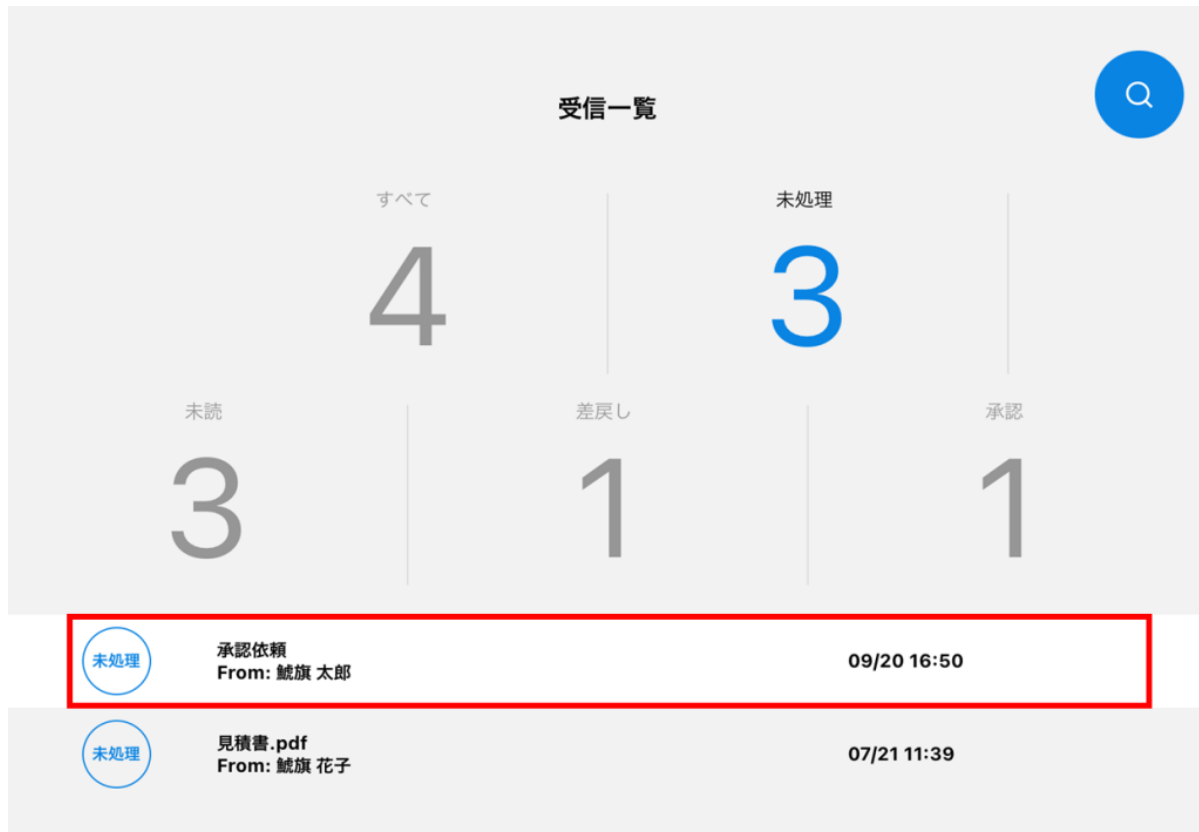 受信一覧
すべて
未処理
4
3
未読
差戻し
承認
3
1
1
未処理
承認依頼
From: 鯱旗 太郎
09/20 16:50
未処理
見積書.pdf
From: 鯱旗 花子
07/21 11:39